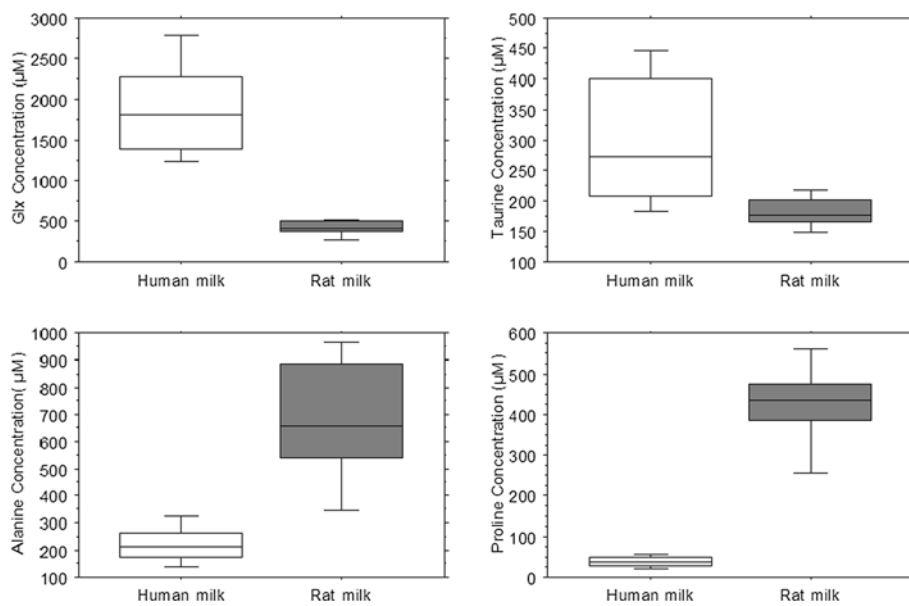 Glx Concentration (µM)
3000
2500
2000
1500
1000
500
0
Human milk
Rat milk
Taurine Concentration (µM)
500
450
400
350
300
250
200
150
100
Human milk
Rat milk
Alanine Concentration( µM)
1000
900
800
700
600
500
400
300
200
100
Human milk
Rat milk
Proline Concentration (µM)
600
500
400
300
200
100
0
Human milk
Rat milk